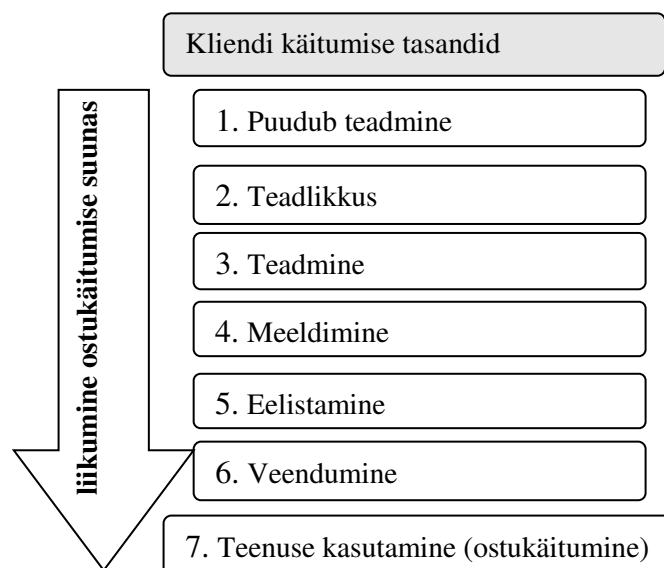 Kliendi käitumise tasandid
liikumine ostukäitumise suunas
1. Puudub teadmine
2. Teadlikkus
3. Teadmine
4. Meeldimine
5. Eelistamine
6. Veendumine
7. Teenuse kasutamine (ostukäitumine)